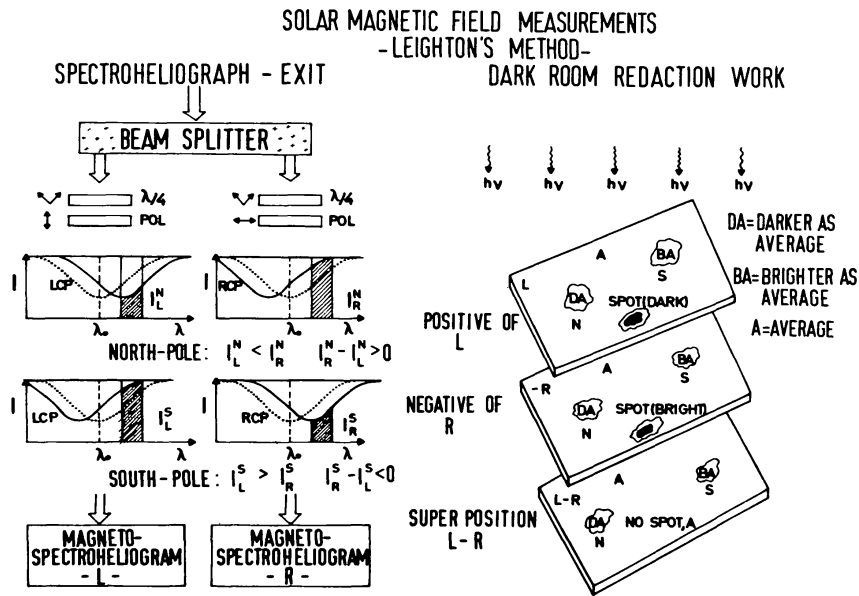 SOLAR MAGNETIC FIELD MEASUREMENTS
-LEIGHTON'S METHOD-
SPECTROHELIOGRAPH - EXIT
BEAM SPLITTER
λ/4
POL
λ/4
POL
I
LCP
I_L^N
λ₀
λ
RCP
I_R^N
λ₀
λ
NORTH-POLE: I_L^N < I_R^N I_R^N - I_L^N > 0
I
LCP
I_L^S
λ₀
λ
I
RCP
I_R^S
λ₀
λ
SOUTH-POLE: I_L^S > I_R^S I_R^S - I_L^S < 0
MAGNETO-
SPECTROHELIOGRAM
- L -
MAGNETO-
SPECTROHELIOGRAM
- R -
DARK ROOM REDACTION WORK
hν hν hν hν hν
L
A
BA
S
DA
N
SPOT(DARK)
POSITIVE OF
L
-R
A
BA
S
DA
N
SPOT(BRIGHT)
NEGATIVE OF
R
L-R
A
BA
S
DA
N
NO SPOT, A
SUPER POSITION
L-R
DA=DARKER AS
AVERAGE
BA=BRIGHTER AS
AVERAGE
A=AVERAGE